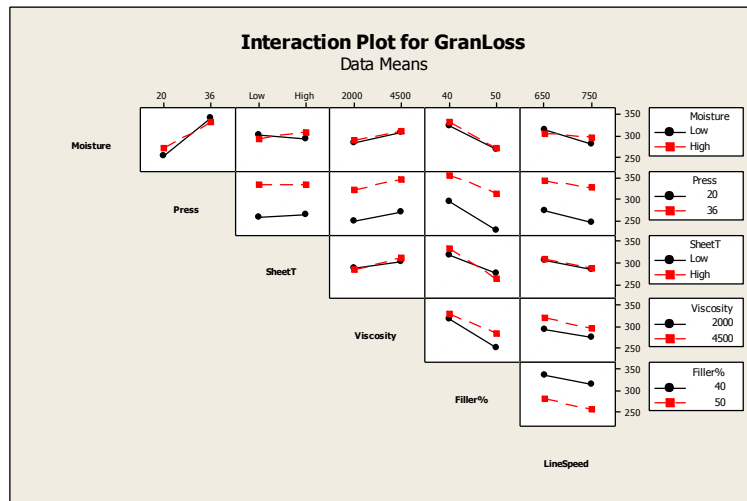 Interaction Plot for GranLoss
Data Means
20 36 Low High 2000 4500 40 50 650 750
Moisture
350
300
250
Moisture
Low
High
Press
350
300
250
Press
20
36
SheetT
350
300
250
SheetT
Low
High
Viscosity
350
300
250
Viscosity
2000
4500
Filler%
350
300
250
Filler%
40
50
LineSpeed